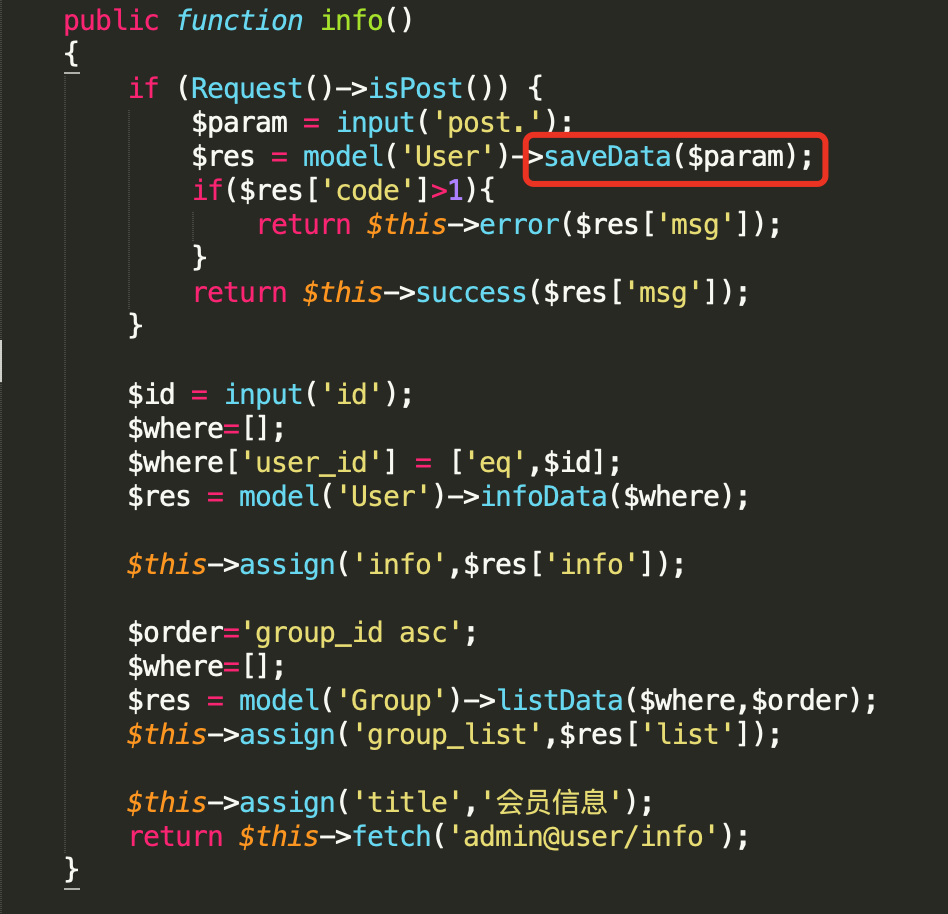 public function info()
{
if (Request()->isPost()) {
$param = input('post.');
$res = model('User')->saveData($param);
if($res['code']>1){
return $this->error($res['msg']);
}
return $this->success($res['msg']);
}
$id = input('id');
$where=[];
$where['user_id'] = ['eq',$id];
$res = model('User')->infoData($where);
$this->assign('info',$res['info']);
$order='group_id asc';
$where=[];
$res = model('Group')->listData($where,$order);
$this->assign('group_list',$res['list']);
$this->assign('title','会员信息');
return $this->fetch('admin@user/info');
}